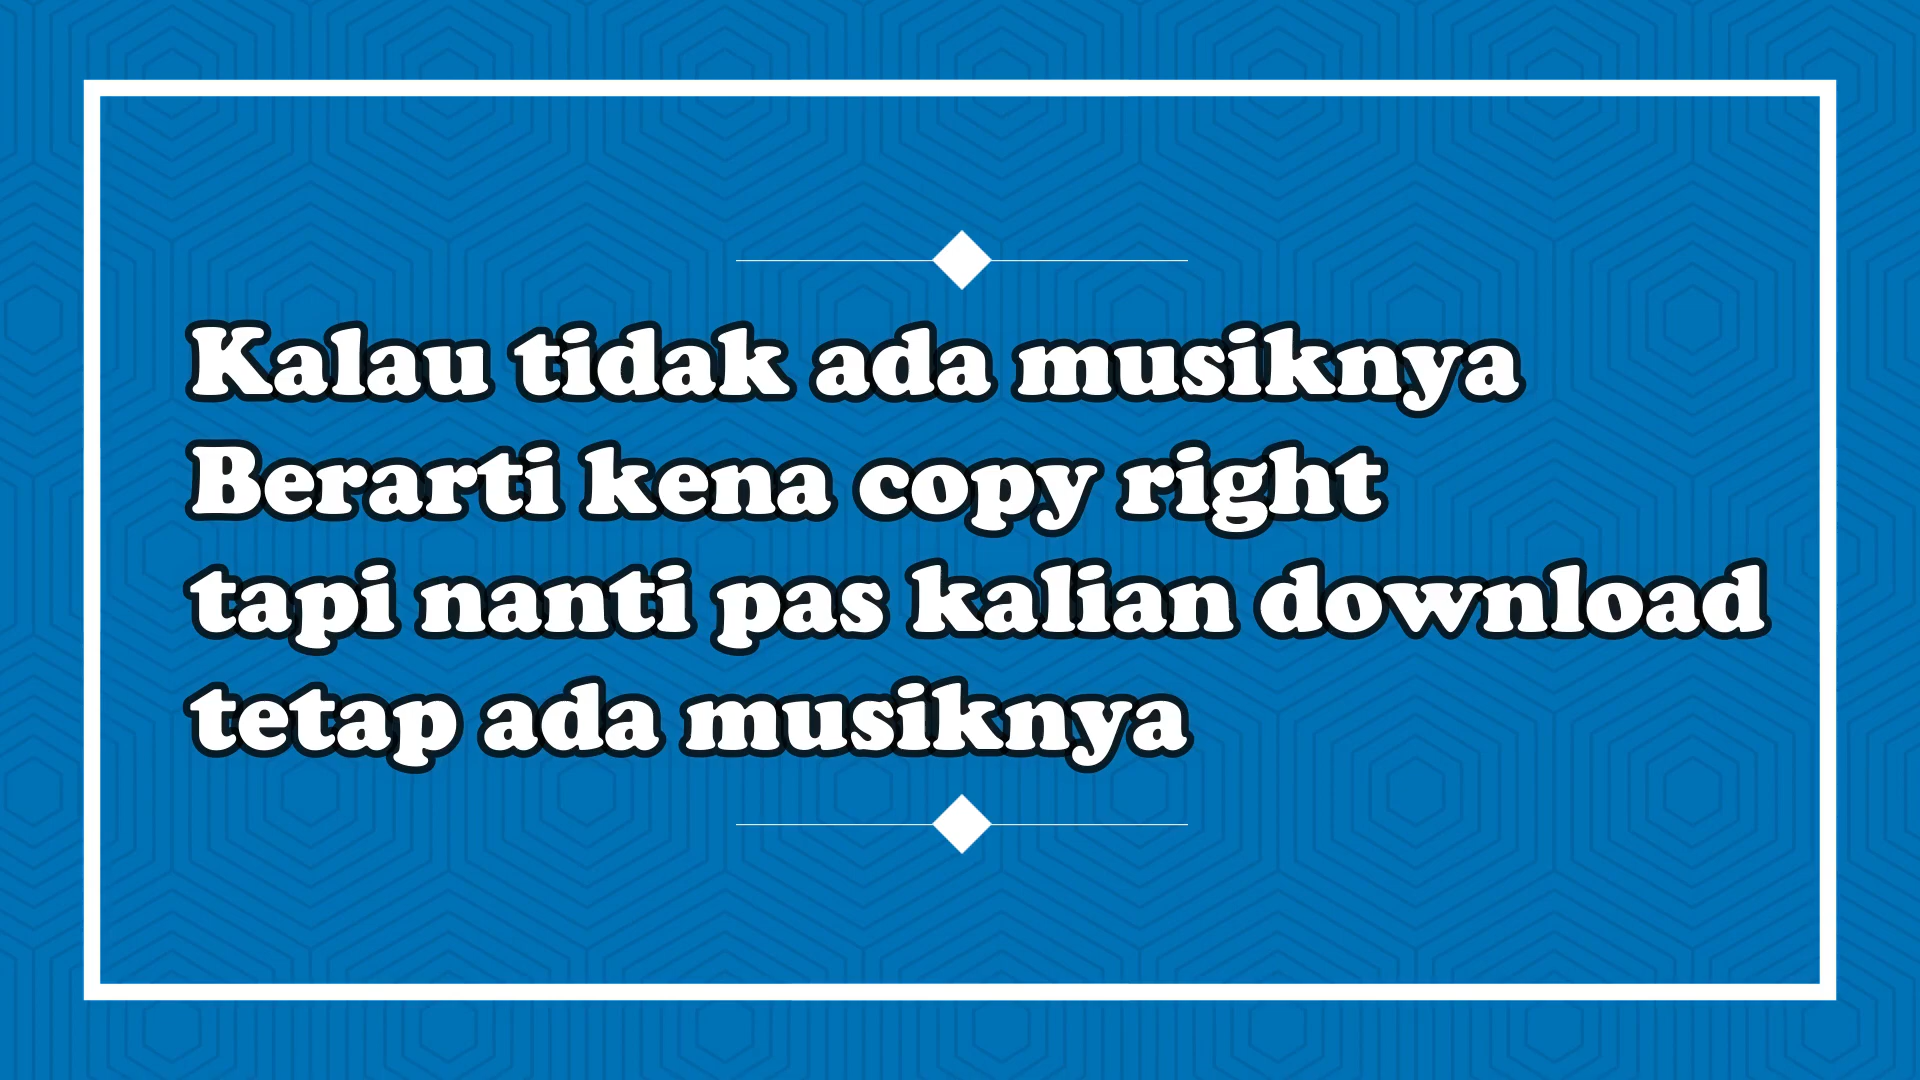 Kalau tidak ada musiknya
Berarti kena copy right
tapi nanti pas kalian download
tetap ada musiknya